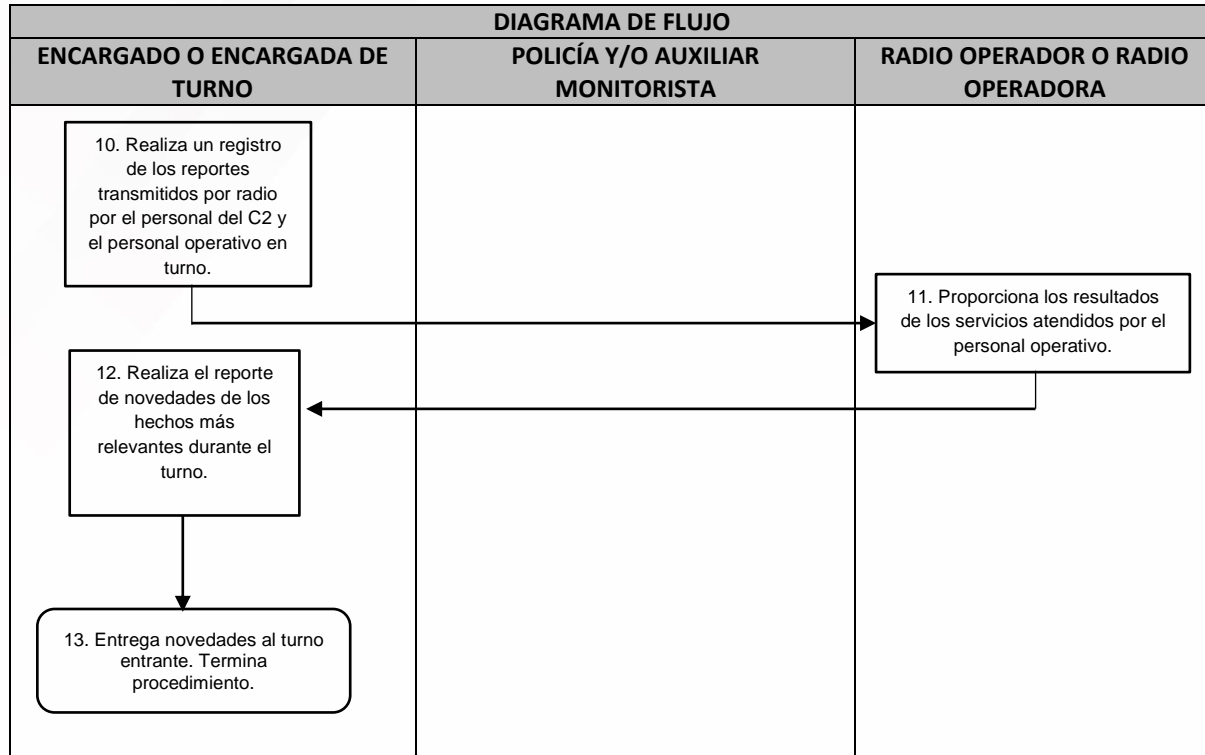 DIAGRAMA DE FLUJO
ENCARGADO O ENCARGADA DE
TURNO
POLICÍA Y/O AUXILIAR
MONITORISTA
RADIO OPERADOR O RADIO
OPERADORA
10. Realiza un registro
de los reportes
transmitidos por radio
por el personal del C2 y
el personal operativo en
turno.
11. Proporciona los resultados
de los servicios atendidos por el
personal operativo.
12. Realiza el reporte
de novedades de los
hechos más
relevantes durante el
turno.
13. Entrega novedades al turno
entrante. Termina
procedimiento.